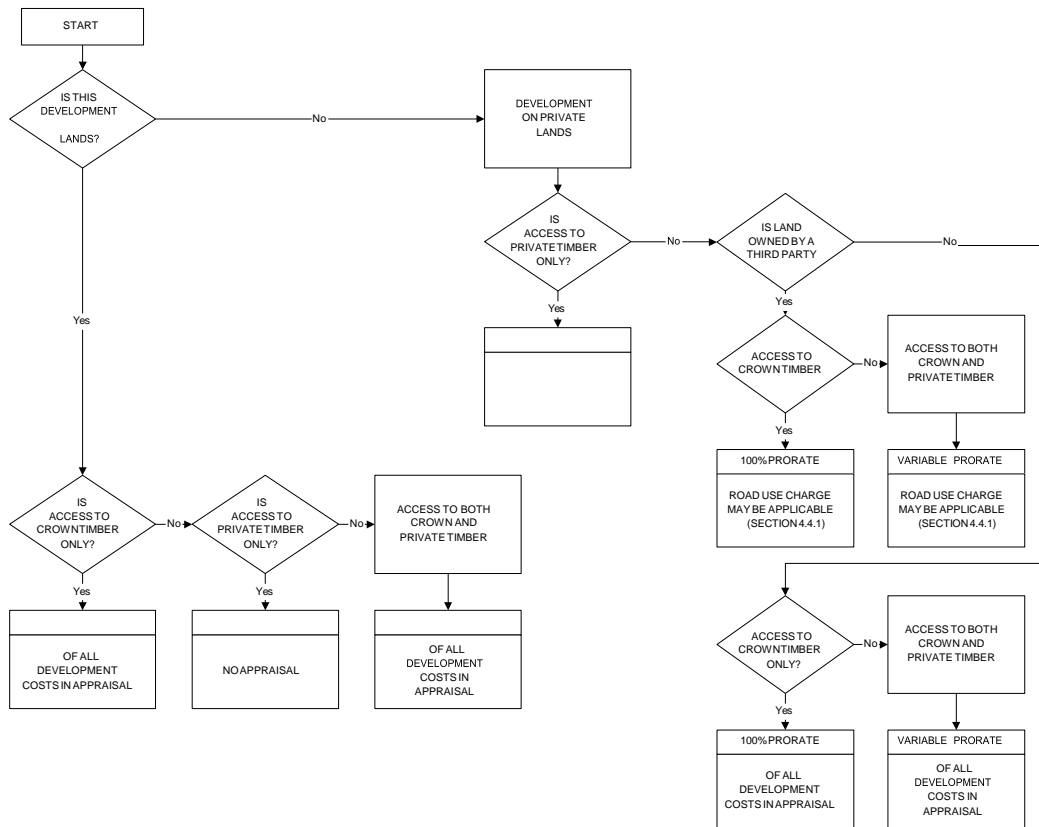 START
IS THIS
DEVELOPMENT
LANDS?
No
DEVELOPMENT
ON PRIVATE
LANDS
IS
ACCESS TO
PRIVATE TIMBER
ONLY?
No
IS LAND
OWNED BY A
THIRD PARTY
No
Yes
Yes
Yes
ACCESS TO
CROWN TIMBER
No
ACCESS TO BOTH
CROWN AND
PRIVATE TIMBER
Yes
100% PRORATE
ROAD USE CHARGE
MAY BE APPLICABLE
(SECTION 4.4.1)
VARIABLE PRORATE
ROAD USE CHARGE
MAY BE APPLICABLE
(SECTION 4.4.1)
IS
ACCESS TO
CROWN TIMBER
ONLY?
No
IS
ACCESS TO
PRIVATE TIMBER
ONLY?
No
ACCESS TO BOTH
CROWN AND
PRIVATE TIMBER
Yes
Yes
OF ALL
DEVELOPMENT
COSTS IN APPRAISAL
NO APPRAISAL
OF ALL
DEVELOPMENT
COSTS IN
APPRAISAL
ACCESS TO
CROWN TIMBER
ONLY?
No
ACCESS TO BOTH
CROWN AND
PRIVATE TIMBER
Yes
100% PRORATE
OF ALL
DEVELOPMENT
COSTS IN APPRAISAL
VARIABLE PRORATE
OF ALL
DEVELOPMENT
COSTS IN
APPRAISAL